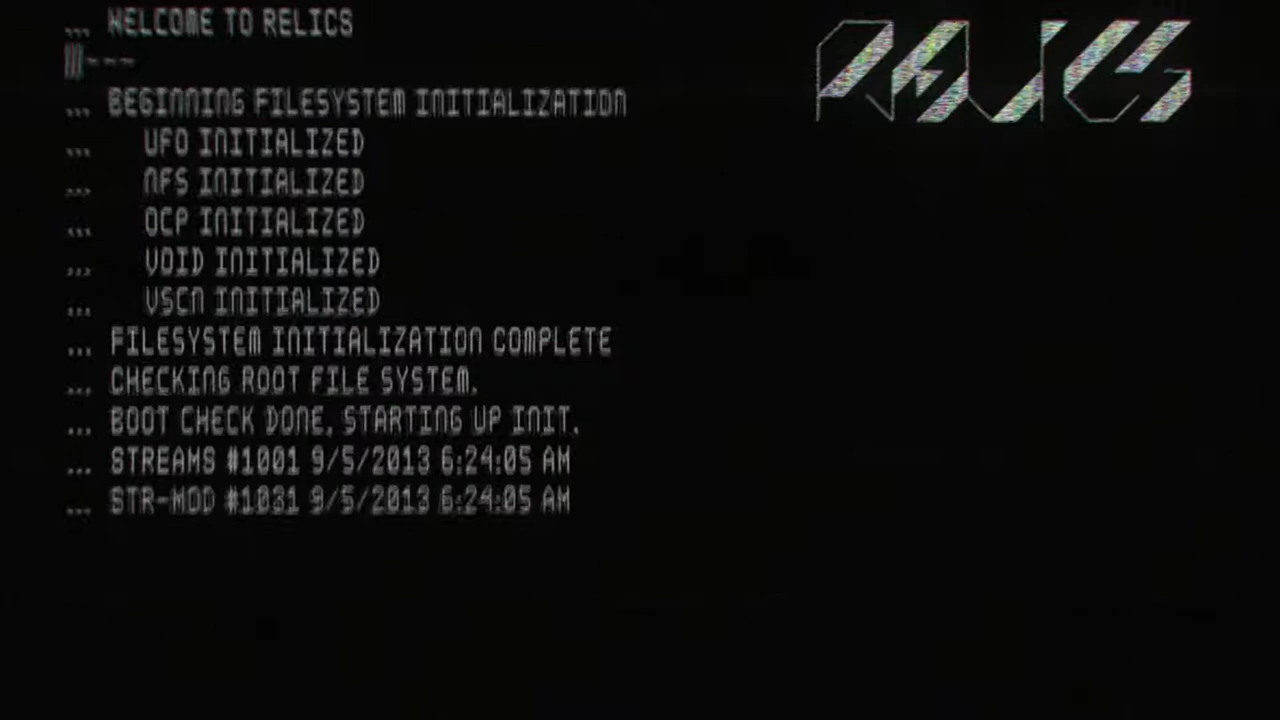 ... WELCOME TO RELICS
RELICS
---
... BEGINNING FILESYSTEM INITIALIZATION
... UFO INITIALIZED
... NFS INITIALIZED
... OCP INITIALIZED
... VOID INITIALIZED
... VSCN INITIALIZED
... FILESYSTEM INITIALIZATION COMPLETE
... CHECKING ROOT FILE SYSTEM.
... BOOT CHECK DONE, STARTING UP INIT.
... STREAMS #1001 9/5/2013 6:24:05 AM
... STR-MOD #1031 9/5/2013 6:24:05 AM